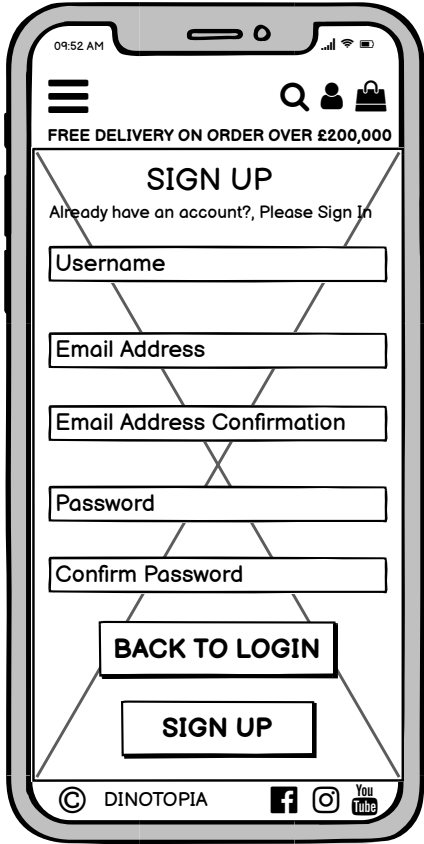 09:52 AM
FREE DELIVERY ON ORDER OVER £200,000
SIGN UP
Already have an account?, Please Sign In
Username
Email Address
Email Address Confirmation
Password
Confirm Password
BACK TO LOGIN
SIGN UP
© DINOTOPIA
You
Tube